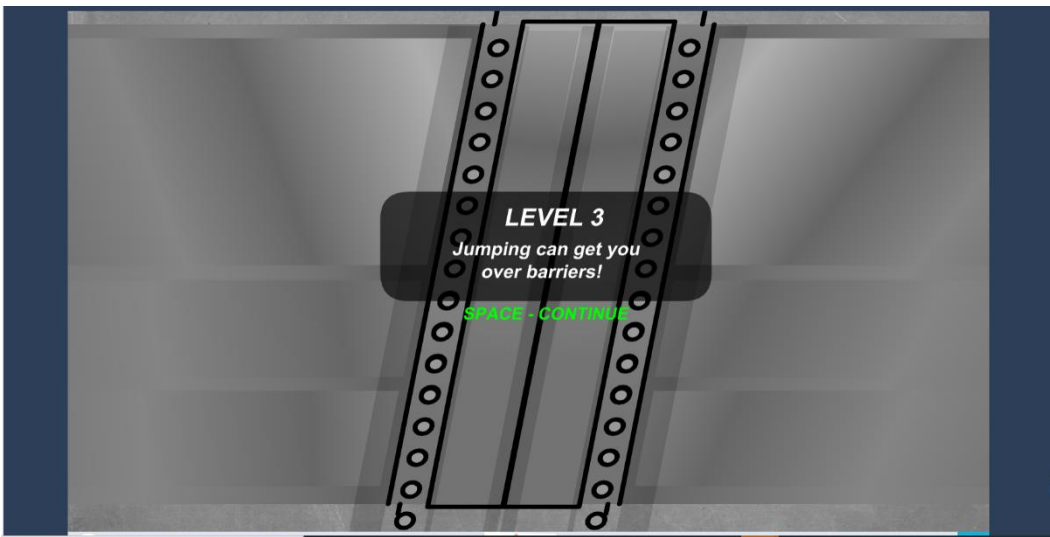 LEVEL 3
Jumping can get you
over barriers!
SPACE - CONTINUE